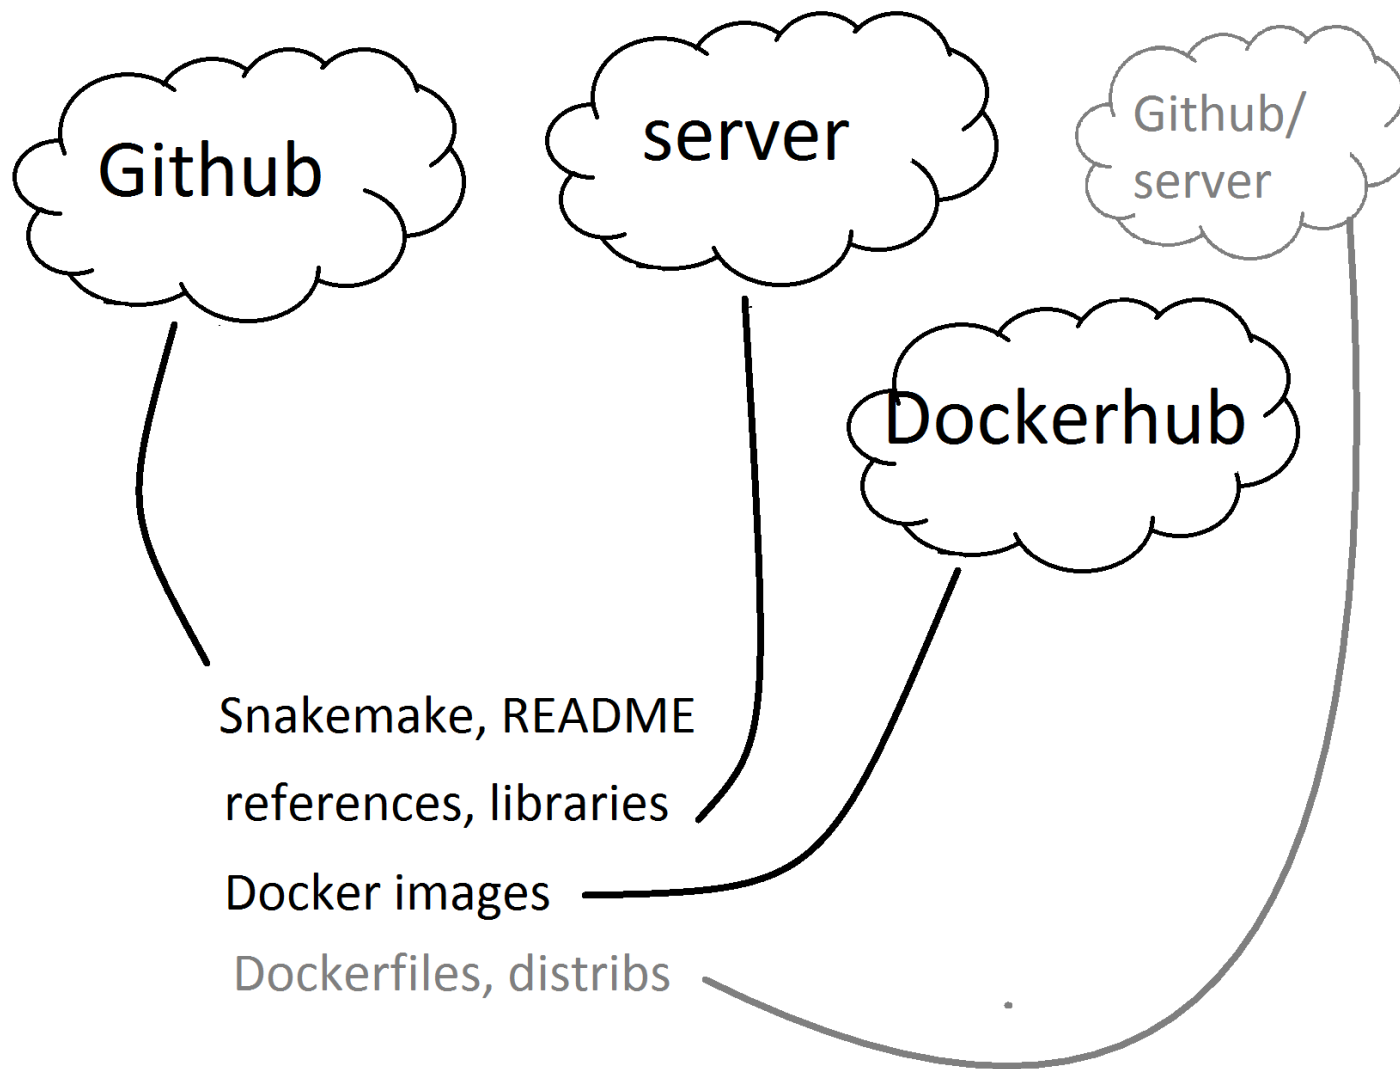 Github
server
Github/
server
Dockerhub
Snakemake, README
references, libraries
Docker images
Dockerfiles, distribs